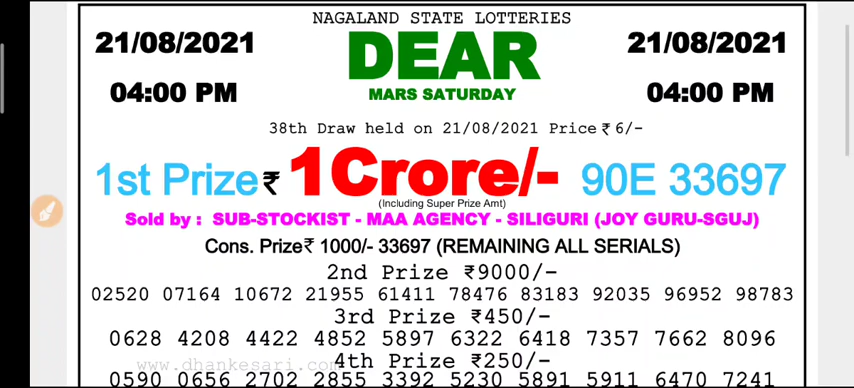 NAGALAND STATE LOTTERIES
21/08/2021 DEAR 21/08/2021
04:00 PM MARS SATURDAY 04:00 PM
38th Draw held on 21/08/2021 Price ₹ 6/-
1st Prize ₹ 1Crore/- 90E 33697
(Including Super Prize Amt)
Sold by : SUB-STOCKIST - MAA AGENCY - SILIGURI (JOY GURU-SGUJ)
Cons. Prize ₹ 1000/- 33697 (REMAINING ALL SERIALS)
2nd Prize ₹9000/-
02520 07164 10672 21955 61411 78476 83183 92035 96952 98783
3rd Prize ₹450/-
0628 4208 4422 4852 5897 6322 6418 7357 7662 8096
www.dhankesari.com
4th Prize ₹250/-
0590 0656 2702 2855 3392 5230 5891 5911 6470 7241